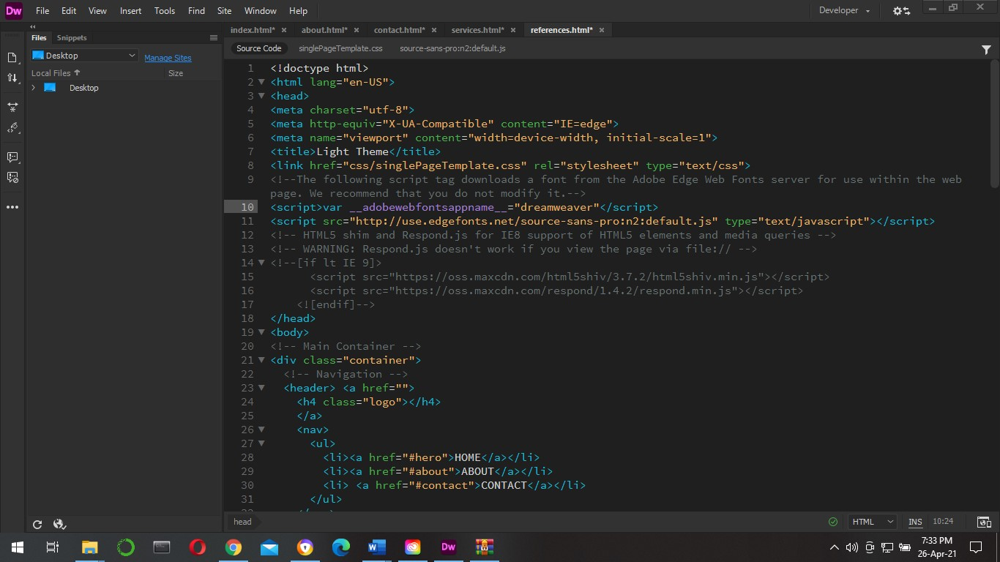 Dw File Edit View Insert Tools Find Site Window Help Developer
Files Snippets
Desktop Manage Sites
Local Files Size
Desktop
index.html* about.html* contact.html* services.html* references.html*
Source Code singlePageTemplate.css source-sans-pro:n2:default.js
1 <!doctype html>
2 <html lang="en-US">
3 <head>
4 <meta charset="utf-8">
5 <meta http-equiv="X-UA-Compatible" content="IE=edge">
6 <meta name="viewport" content="width=device-width, initial-scale=1">
7 <title>Light Theme</title>
8 <link href="css/singlePageTemplate.css" rel="stylesheet" type="text/css">
9 <!--The following script tag downloads a font from the Adobe Edge Web Fonts server for use within the web
page. We recommend that you do not modify it.-->
10 <script>var __adobewebfontsappname__="dreamweaver"</script>
11 <script src="http://use.edgefonts.net/source-sans-pro:n2:default.js" type="text/javascript"></script>
12 <!-- HTML5 shim and Respond.js for IE8 support of HTML5 elements and media queries -->
13 <!-- WARNING: Respond.js doesn't work if you view the page via file:// -->
14 <!--[if lt IE 9]>
15 <script src="https://oss.maxcdn.com/html5shiv/3.7.2/html5shiv.min.js"></script>
16 <script src="https://oss.maxcdn.com/respond/1.4.2/respond.min.js"></script>
17 <![endif]-->
18 </head>
19 <body>
20 <!-- Main Container -->
21 <div class="container">
22 <!-- Navigation -->
23 <header> <a href="">
24 <h4 class="logo"></h4>
25 </a>
26 <nav>
27 <ul>
28 <li><a href="#hero">HOME</a></li>
29 <li><a href="#about">ABOUT</a></li>
30 <li> <a href="#contact">CONTACT</a></li>
31 </ul>
head HTML INS 10:24
Dw 7:33 PM
26-Apr-21